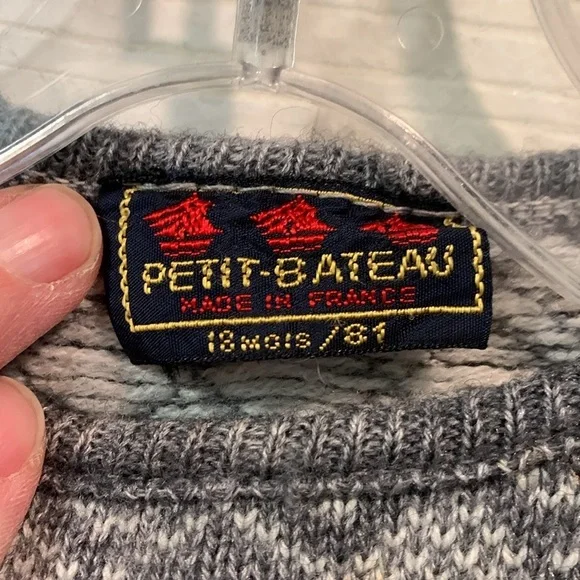 PETIT-BATEAU
MADE IN FRANCE
18 MOIS / 81